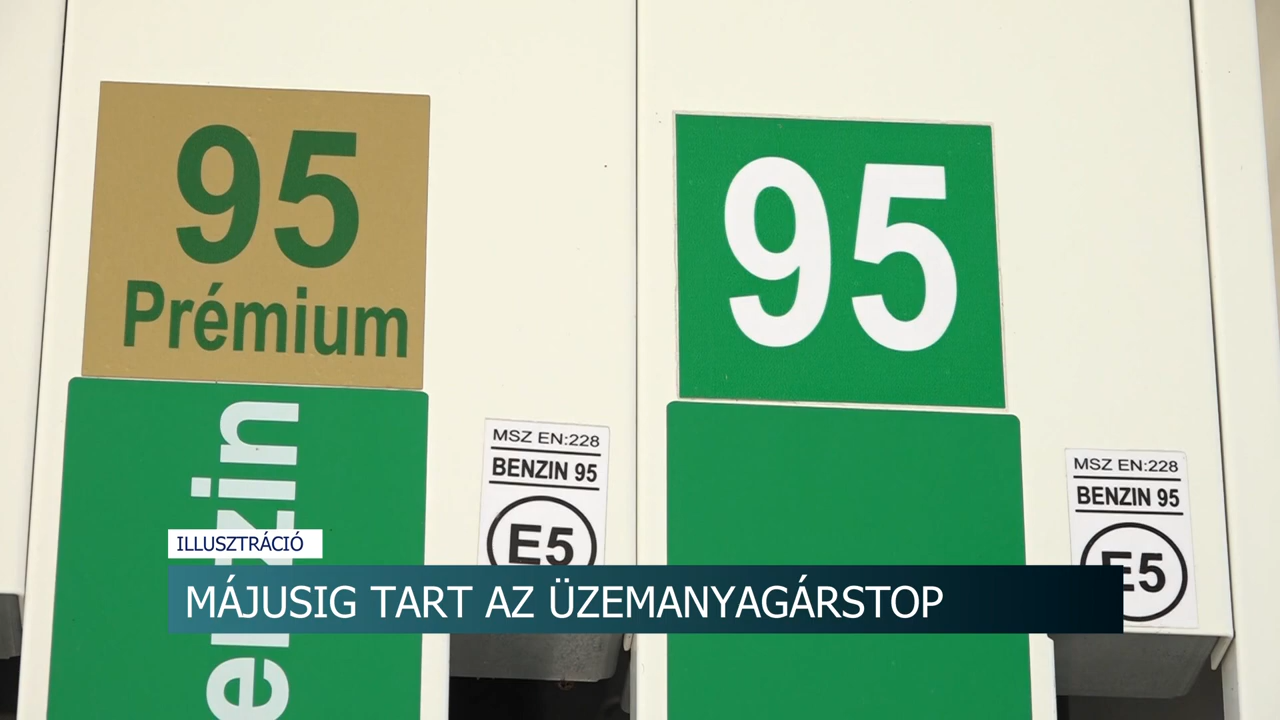 95
Prémium
95
enzin
MSZ EN:228
BENZIN 95
E5
MSZ EN:228
BENZIN 95
E5
ILLUSZTRÁCIÓ
MÁJUSIG TART AZ ÜZEMANYAGÁRSTOP